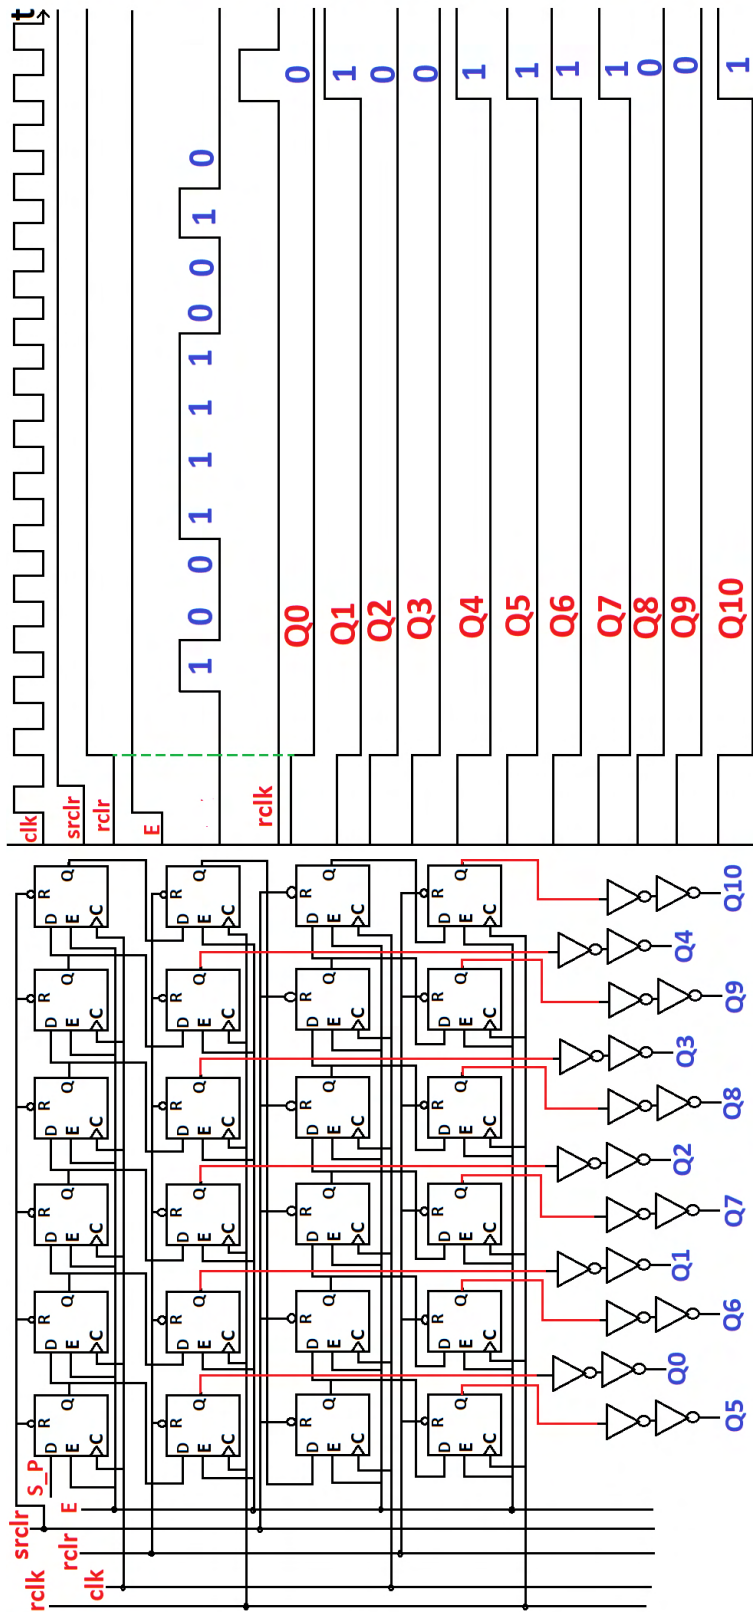 srclr
rclk
S_P
E
rclr
clk
R R R R R R
D Q D Q D Q D Q D Q D Q
E E E E E E
C C C C C C
R R R R R R
D Q D Q D Q D Q D Q D Q
E E E E E E
C C C C C C
R R R R R R
D Q D Q D Q D Q D Q D Q
E E E E E E
C C C C C C
R R R R R R
D Q D Q D Q D Q D Q D Q
E E E E E E
C C C C C C
Q0 Q1 Q2 Q3 Q4
Q5 Q6 Q7 Q8 Q9 Q10
clk t
srclr
rclr
E
1 0 0 1 1 1 1 0 0 1 0
rclk
Q0 0
Q1 1
Q2 0
Q3 0
Q4 1
Q5 1
Q6 1
Q7 1
Q8 0
Q9 0
Q10 1